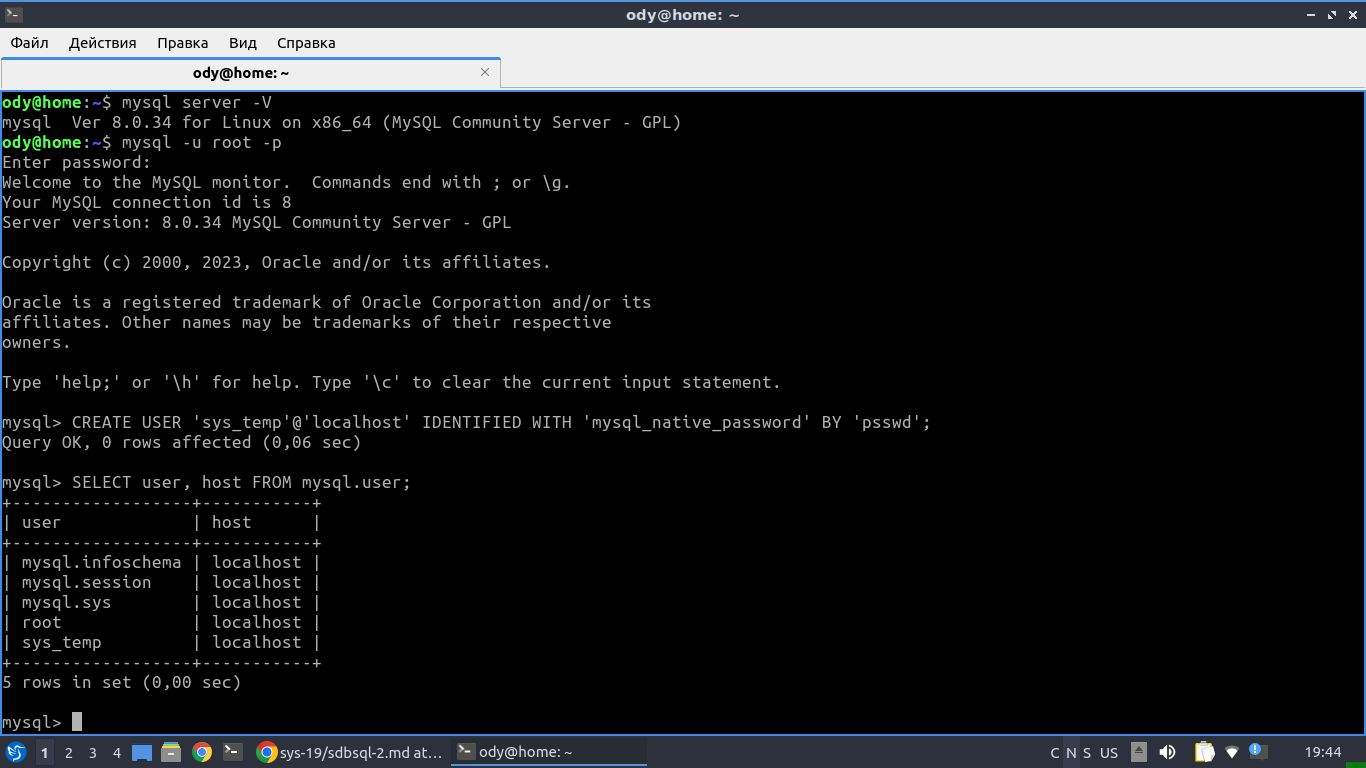 ody@home: ~
Файл Действия Правка Вид Справка
ody@home: ~
ody@home:~$ mysql server -V
mysql  Ver 8.0.34 for Linux on x86_64 (MySQL Community Server - GPL)
ody@home:~$ mysql -u root -p
Enter password:
Welcome to the MySQL monitor.  Commands end with ; or \g.
Your MySQL connection id is 8
Server version: 8.0.34 MySQL Community Server - GPL
Copyright (c) 2000, 2023, Oracle and/or its affiliates.
Oracle is a registered trademark of Oracle Corporation and/or its
affiliates. Other names may be trademarks of their respective
owners.
Type 'help;' or '\h' for help. Type '\c' to clear the current input statement.
mysql> CREATE USER 'sys_temp'@'localhost' IDENTIFIED WITH 'mysql_native_password' BY 'psswd';
Query OK, 0 rows affected (0,06 sec)
mysql> SELECT user, host FROM mysql.user;
+------------------+-----------+
| user             | host      |
+------------------+-----------+
| mysql.infoschema | localhost |
| mysql.session    | localhost |
| mysql.sys        | localhost |
| root             | localhost |
| sys_temp         | localhost |
+------------------+-----------+
5 rows in set (0,00 sec)
mysql>
1 2 3 4 sys-19/sdbsql-2.md at... ody@home: ~ C N S US 19:44